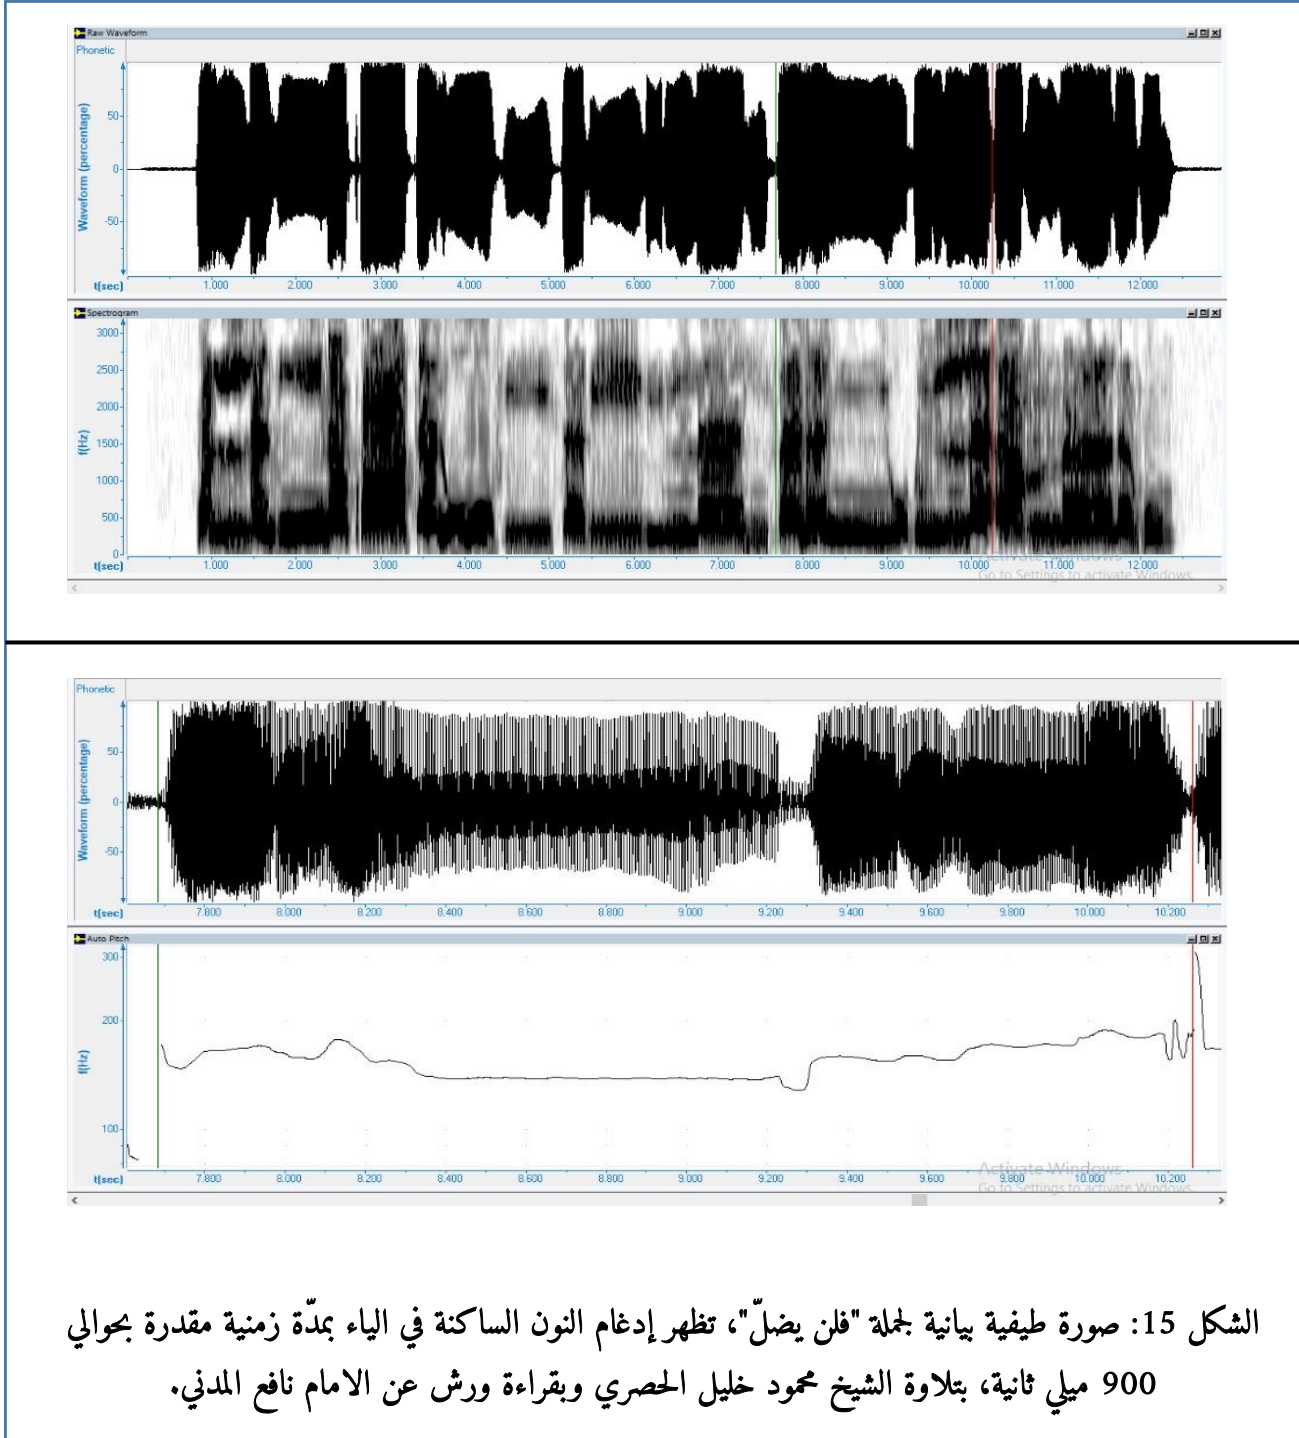 Raw Waveform
Phonetic
Waveform (percentage)
50
0
-50
t(sec) 1.000 2.000 3.000 4.000 5.000 6.000 7.000 8.000 9.000 10.000 11.000 12.000
Spectrogram
f(Hz)
3000
2500
2000
1500
1000
500
0
t(sec) 1.000 2.000 3.000 4.000 5.000 6.000 7.000 8.000 9.000 10.000 11.000 12.000
Activate Windows
Go to Settings to activate Windows.
Phonetic
Waveform (percentage)
50
0
-50
t(sec) 7.800 8.000 8.200 8.400 8.600 8.800 9.000 9.200 9.400 9.600 9.800 10.000 10.200
Auto Pitch
f(Hz)
300
200
100
t(sec) 7.800 8.000 8.200 8.400 8.600 8.800 9.000 9.200 9.400 9.600 9.800 10.000 10.200
Activate Windows
Go to Settings to activate Windows.
الشكل 15: صورة طيفية بيانية لجملة "فلن يضلّ"، تظهر إدغام النون الساكنة في الياء بمدّة زمنية مقدرة بحوالي
900 ميلي ثانية، بتلاوة الشيخ محمود خليل الحصري وبقراءة ورش عن الامام نافع المدني.